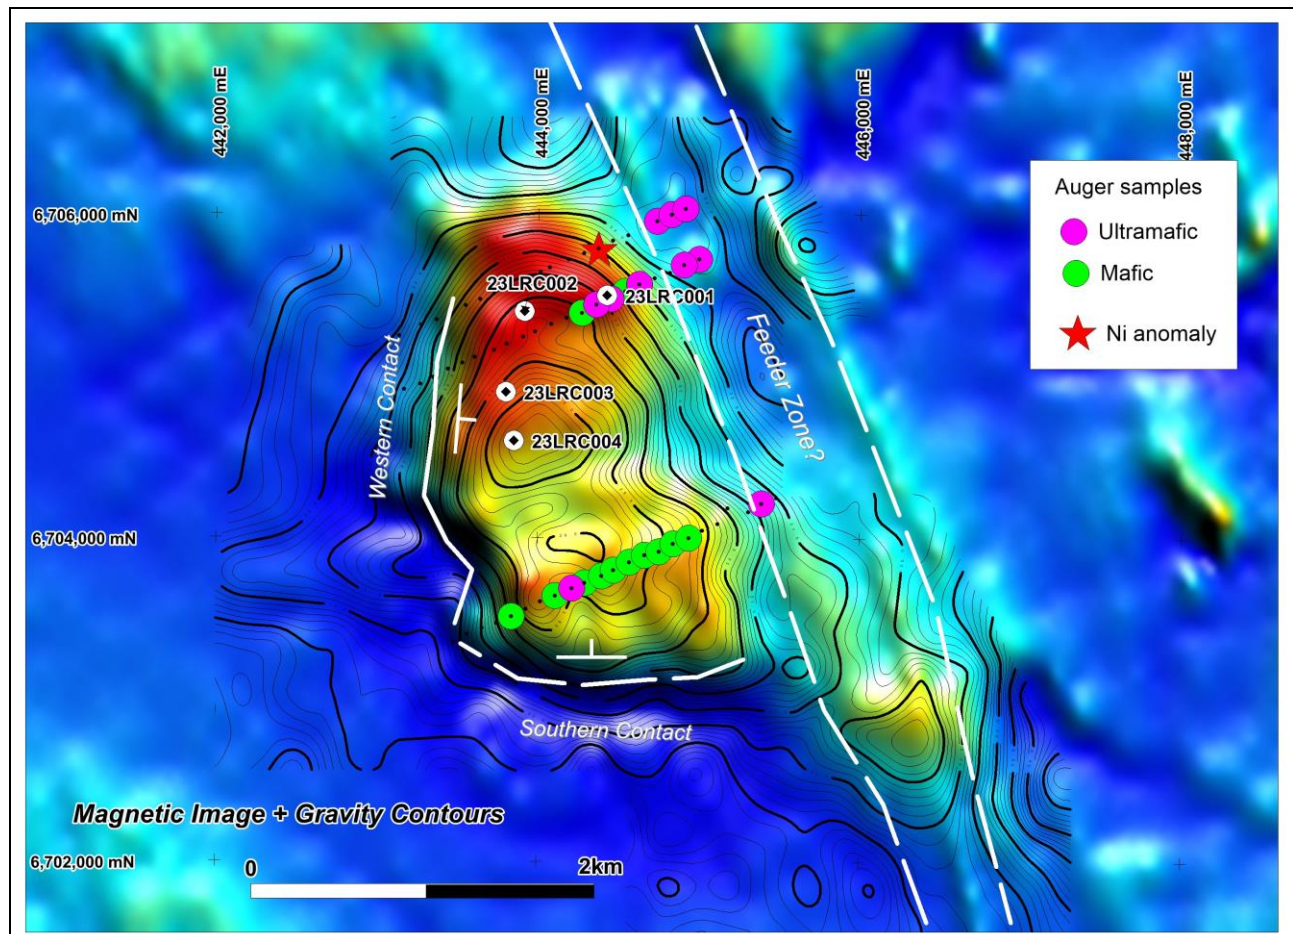 442,000 mE
444,000 mE
446,000 mE
448,000 mE
Auger samples
Ultramafic
Mafic
Ni anomaly
6,706,000 mN
23LRC002
23LRC001
Feeder Zone?
Western Contact
23LRC003
23LRC004
6,704,000 mN
Southern Contact
Magnetic Image + Gravity Contours
6,702,000 mN
0
2km